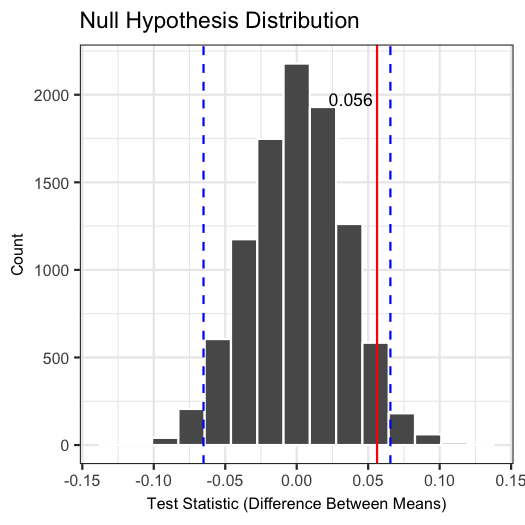 Null Hypothesis Distribution
0.056
2000
1500
1000
500
0
Count
-0.15 -0.10 -0.05 0.00 0.05 0.10 0.15
Test Statistic (Difference Between Means)